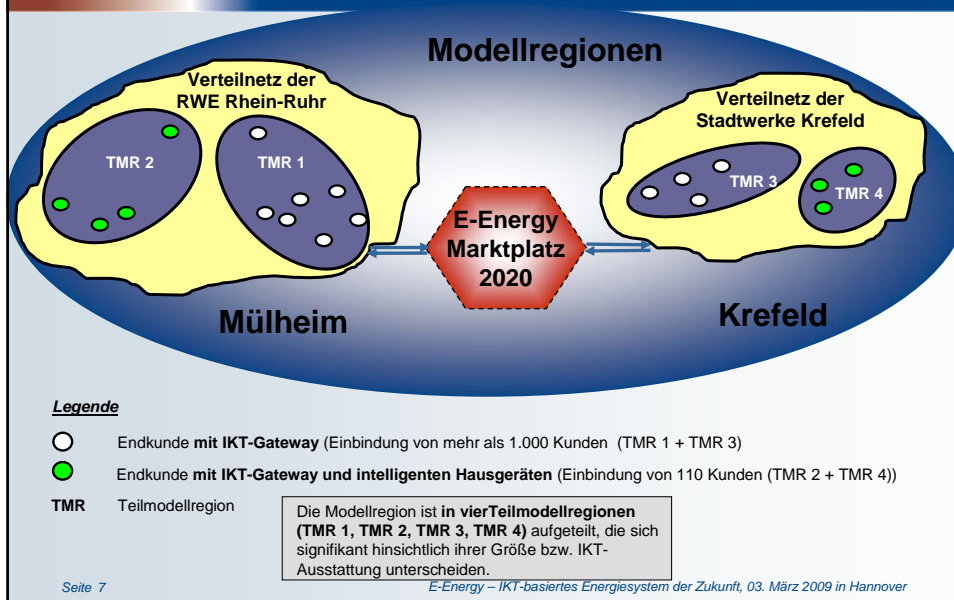 Modellregionen
Verteilnetz der
RWE Rhein-Ruhr
TMR 2
TMR 1
Verteilnetz der
Stadtwerke Krefeld
TMR 3
TMR 4
E-Energy
Marktplatz
2020
Mülheim
Krefeld
Legende
Endkunde mit IKT-Gateway (Einbindung von mehr als 1.000 Kunden (TMR 1 + TMR 3)
Endkunde mit IKT-Gateway und intelligenten Hausgeräten (Einbindung von 110 Kunden (TMR 2 + TMR 4))
TMR Teilmodellregion
Die Modellregion ist in vierTeilmodellregionen
(TMR 1, TMR 2, TMR 3, TMR 4) aufgeteilt, die sich
signifikant hinsichtlich ihrer Größe bzw. IKT-
Ausstattung unterscheiden.
Seite 7
E-Energy – IKT-basiertes Energiesystem der Zukunft, 03. März 2009 in Hannover